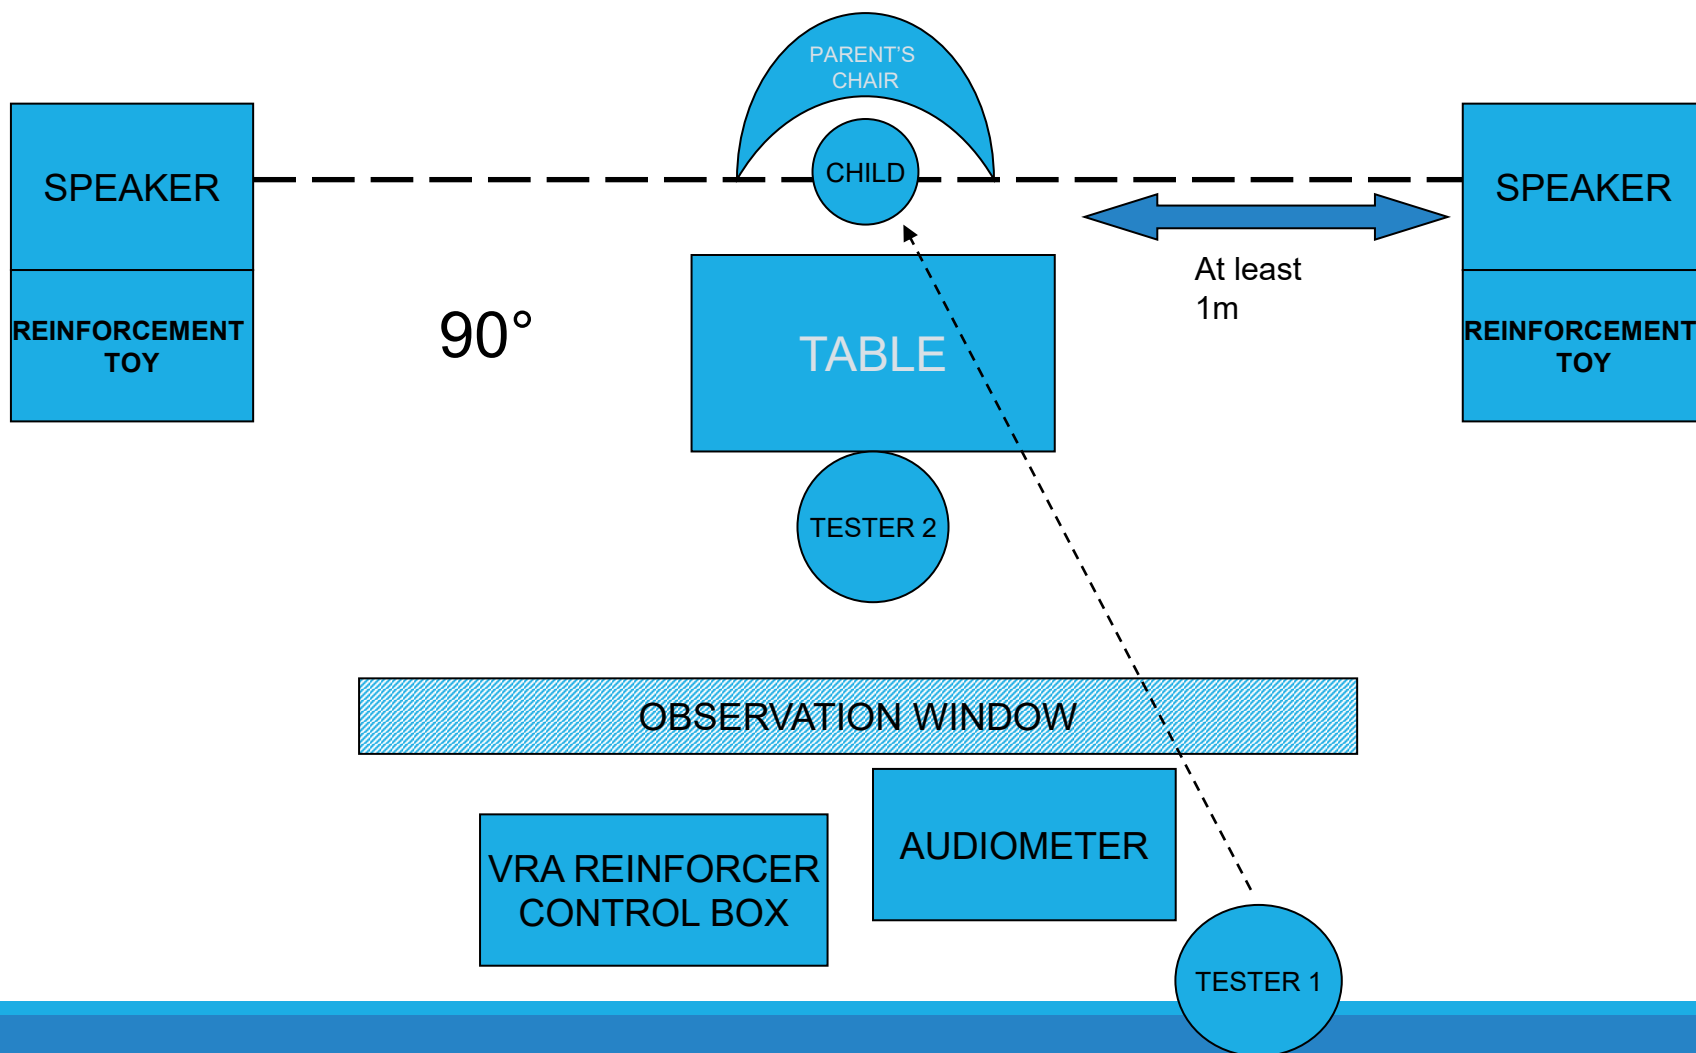 PARENT'S
CHAIR
SPEAKER
CHILD
SPEAKER
At least
1m
REINFORCEMENT
TOY
90°
TABLE
REINFORCEMENT
TOY
TESTER 2
OBSERVATION WINDOW
VRA REINFORCER
CONTROL BOX
AUDIOMETER
TESTER 1